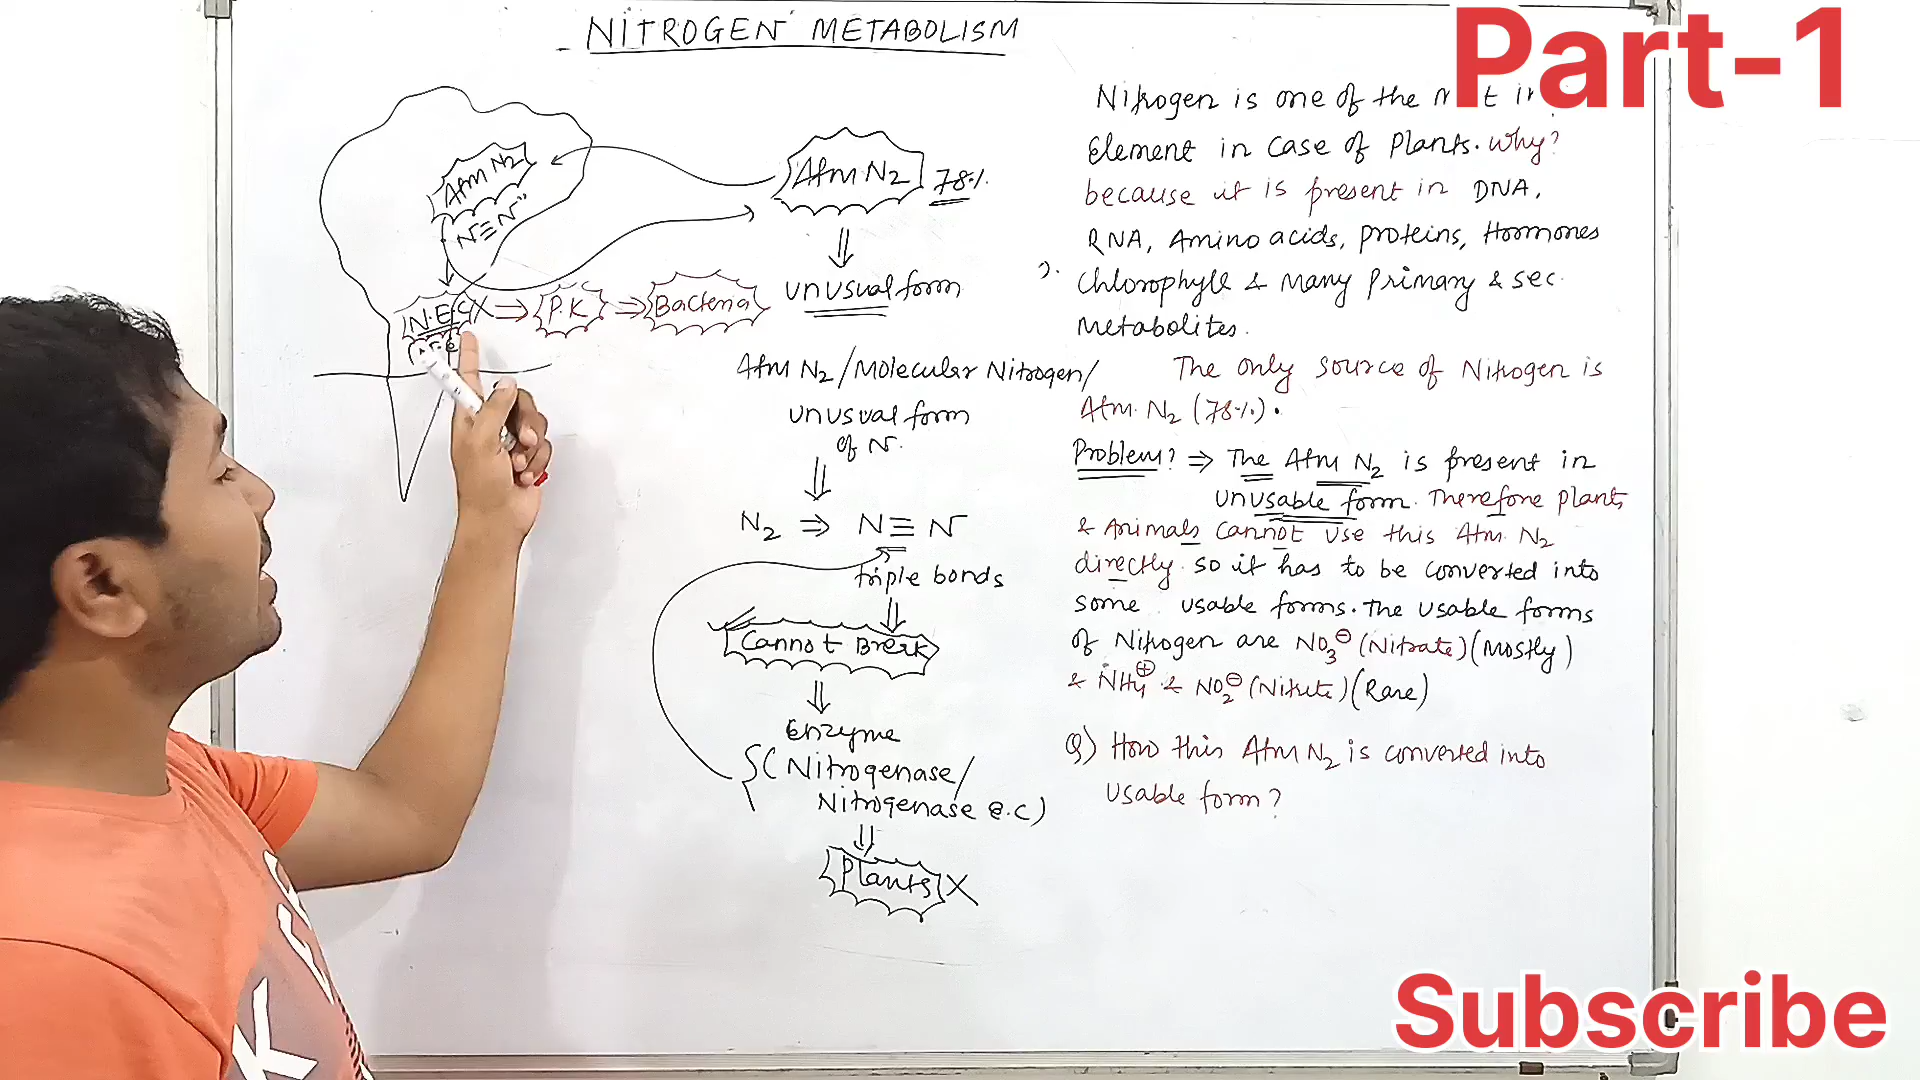 NITROGEN METABOLISM
Part-1
Atm N2
N≡N
N.E.C X ⇒ P.K ⇒ Bacteria
Atm N2 78%
⇓
unusual form
Atm N2/Molecular Nitrogen/
unusual form
of N.
⇓
N2 ⇒ N≡N
triple bonds
⇓
Cannot Break
⇓
Enzyme
(Nitrogenase/
Nitrogenase e.c)
⇓
Plants X
Nitrogen is one of the
Element in case of Plants. Why?
because it is present in DNA,
RNA, Amino acids, proteins, Hormones
Chlorophyll & many primary & sec.
metabolites.
The only source of Nitrogen is
Atm. N2 (78%).
Problem? ⇒ The Atm N2 is present in
unusable form. Therefore plants
& Animals cannot use this Atm. N2
directly. so it has to be converted into
some usable forms. The usable forms
of Nitrogen are NO3⊖ (Nitrate) (Mostly)
& NH4⊕ & NO2⊖ (Nitrite) (Rare)
Q) How this Atm N2 is converted into
usable form?
Subscribe